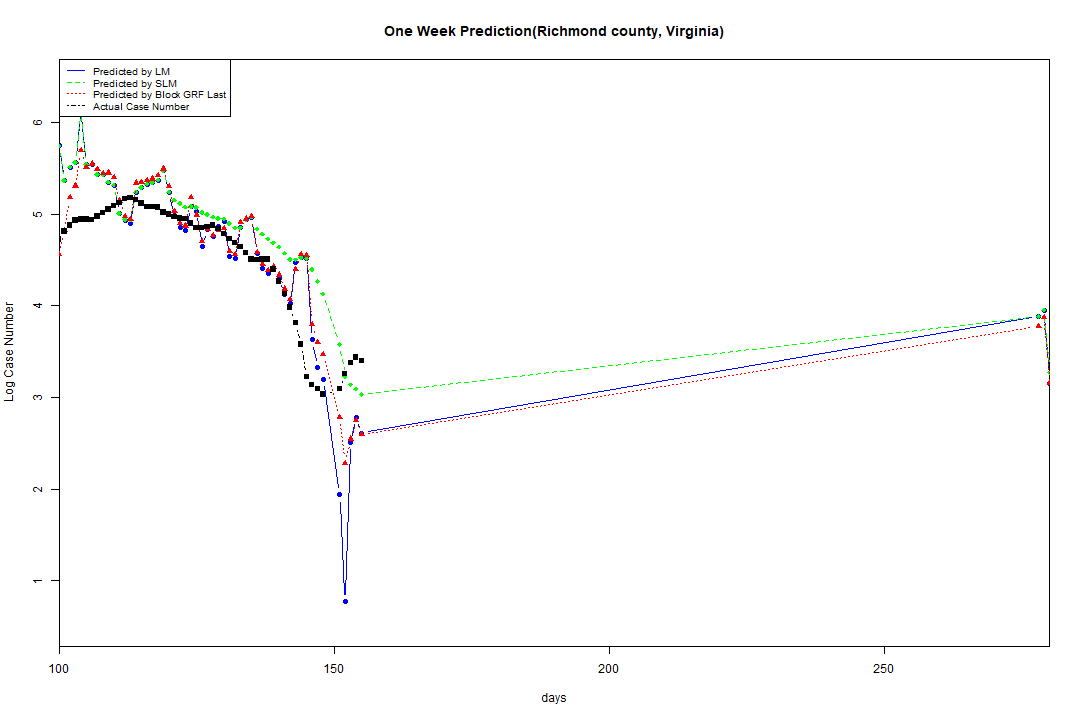 One Week Prediction(Richmond county, Virginia)
Predicted by LM
Predicted by SLM
Predicted by Block GRF Last
Actual Case Number
6
5
4
3
2
1
Log Case Number
100 150 200 250
days